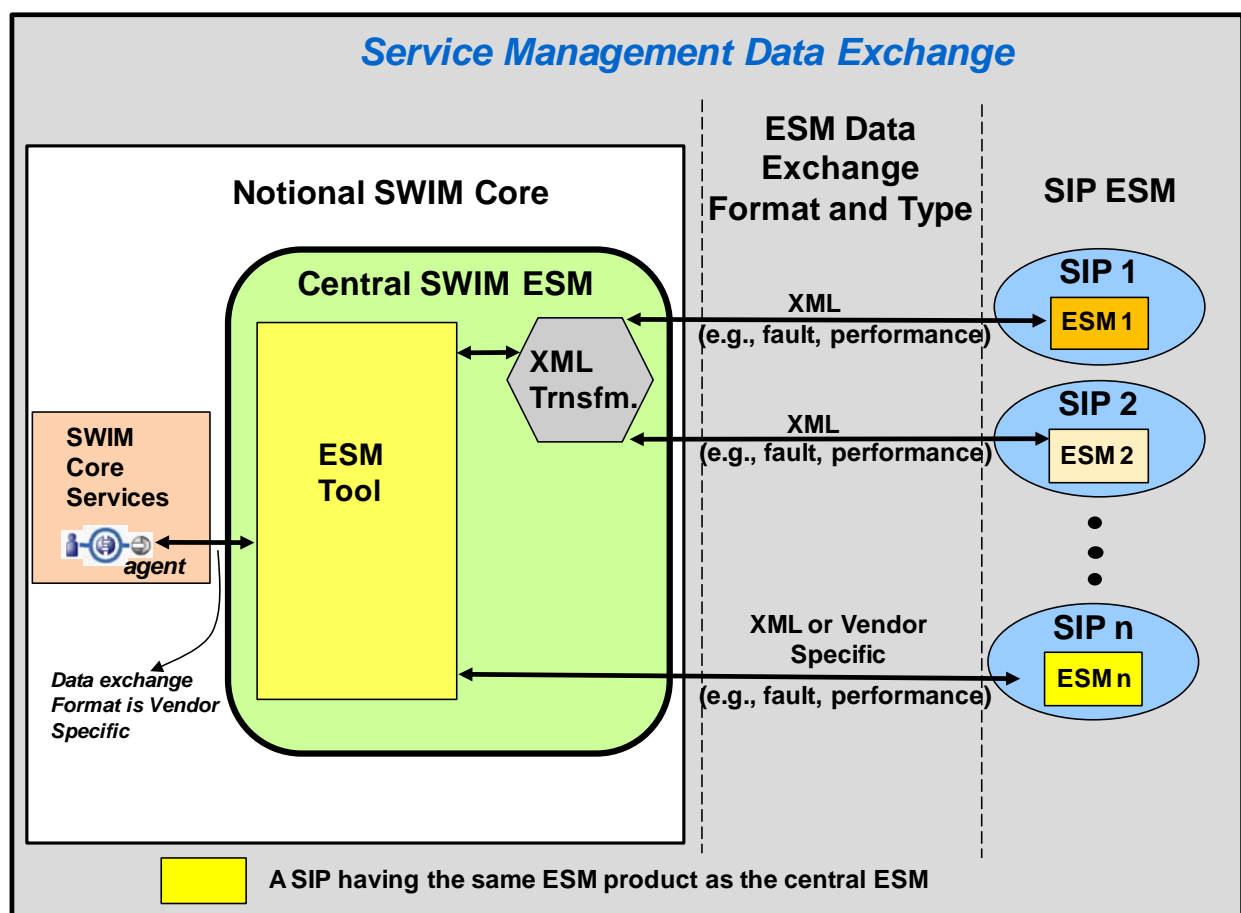 Service Management Data Exchange
Notional SWIM Core
ESM Data
Exchange
Format and Type
SIP ESM
Central SWIM ESM
SIP 1
ESM 1
XML
(e.g., fault, performance)
XML
Trnsfm.
SIP 2
ESM 2
XML
(e.g., fault, performance)
SWIM
Core
Services
agent
ESM
Tool
XML or Vendor
Specific
(e.g., fault, performance)
SIP n
ESM n
Data exchange
Format is Vendor
Specific
A SIP having the same ESM product as the central ESM